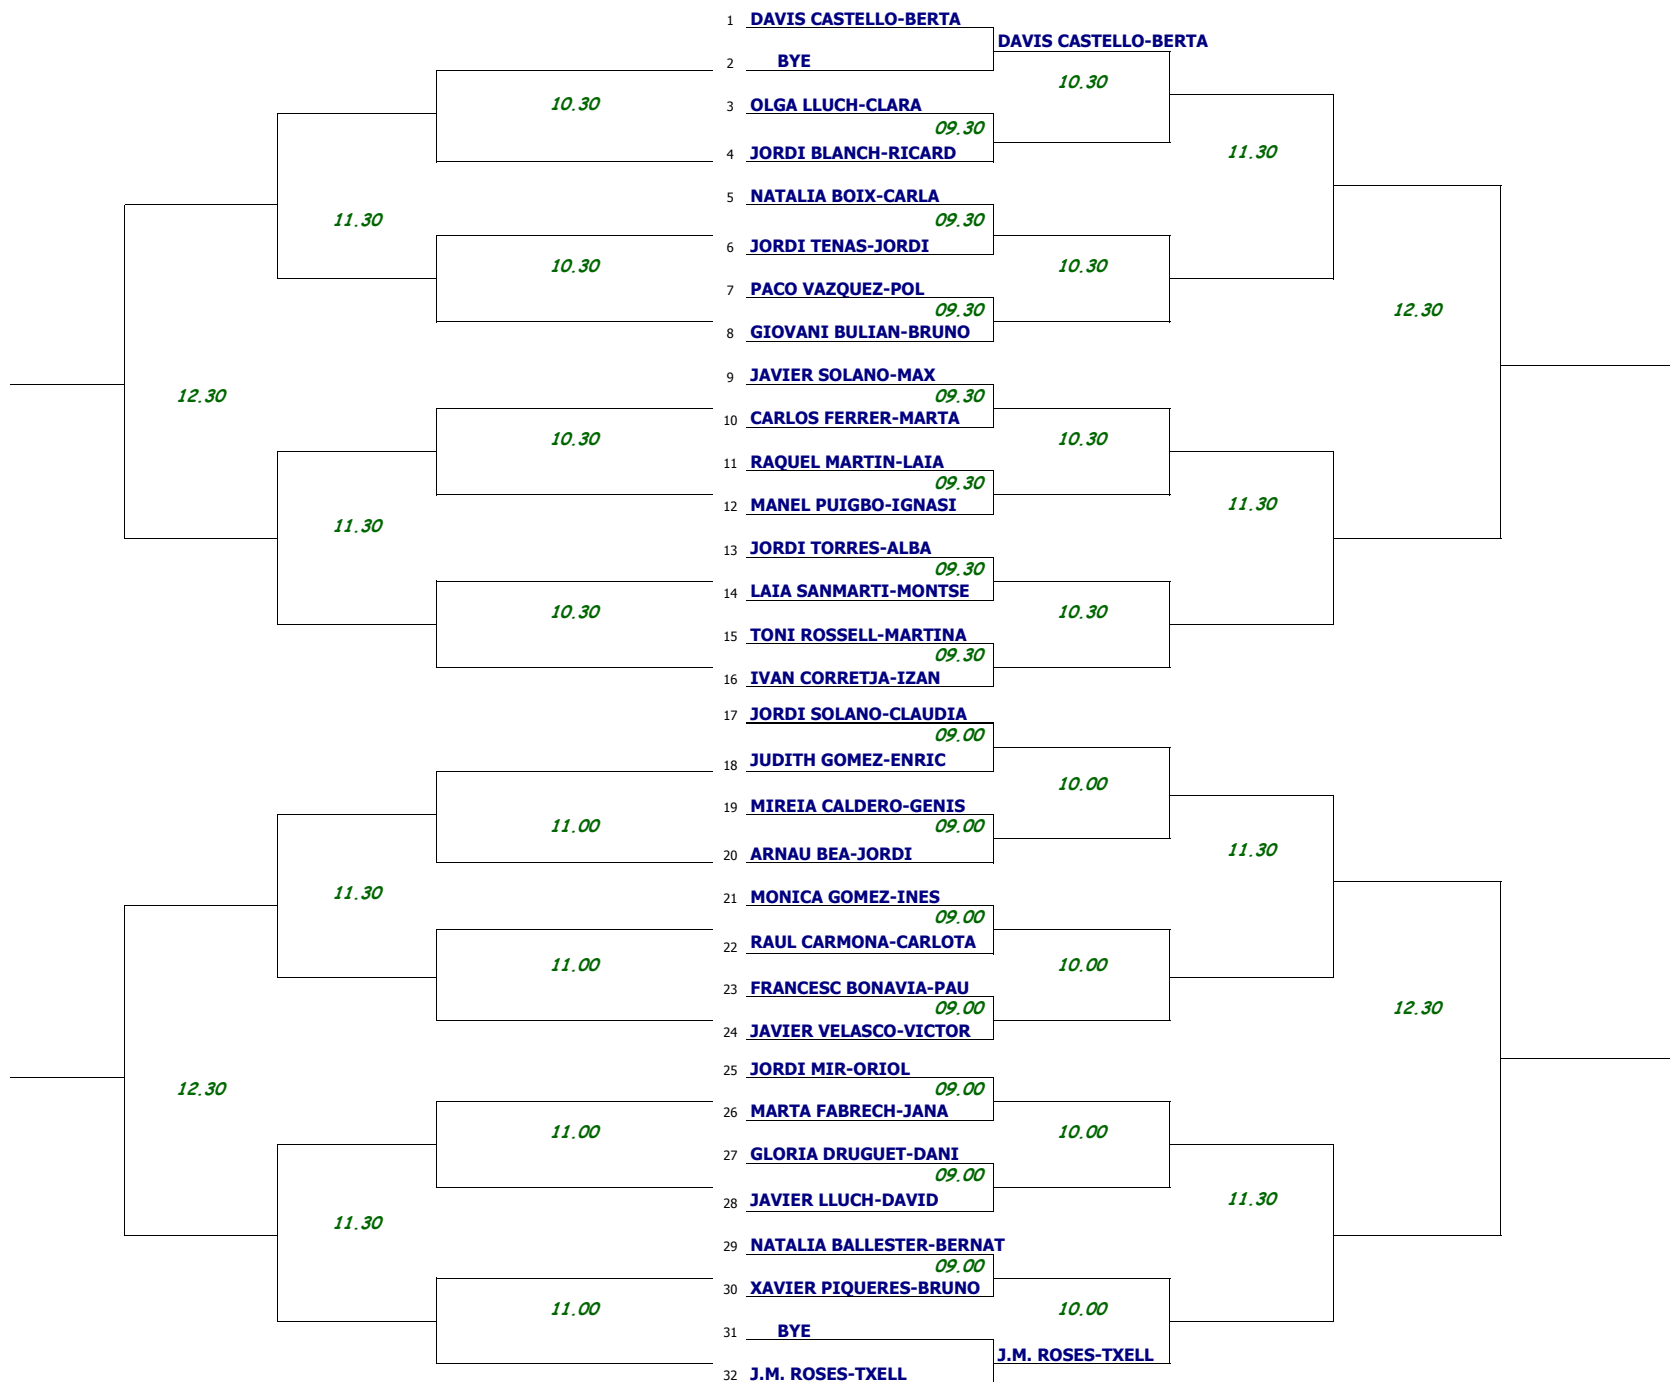 1 DAVIS CASTELLO-BERTA
DAVIS CASTELLO-BERTA
2 BYE
10.30
10.30
3 OLGA LLUCH-CLARA
09.30
4 JORDI BLANCH-RICARD
11.30
5 NATALIA BOIX-CARLA
11.30
09.30
6 JORDI TENAS-JORDI
10.30
10.30
7 PACO VAZQUEZ-POL
09.30
12.30
8 GIOVANI BULIAN-BRUNO
9 JAVIER SOLANO-MAX
12.30
09.30
10 CARLOS FERRER-MARTA
10.30
10.30
11 RAQUEL MARTIN-LAIA
09.30
12 MANEL PUIGBO-IGNASI
11.30
11.30
13 JORDI TORRES-ALBA
09.30
14 LAIA SANMARTI-MONTSE
10.30
10.30
15 TONI ROSSELL-MARTINA
09.30
16 IVAN CORRETJA-IZAN
17 JORDI SOLANO-CLAUDIA
09.00
18 JUDITH GOMEZ-ENRIC
10.00
19 MIREIA CALDERO-GENIS
11.00
09.00
20 ARNAU BEA-JORDI
11.30
11.30
21 MONICA GOMEZ-INES
09.00
22 RAUL CARMONA-CARLOTA
11.00
10.00
23 FRANCESC BONAVIA-PAU
09.00
12.30
24 JAVIER VELASCO-VICTOR
25 JORDI MIR-ORIOL
12.30
09.00
26 MARTA FABRECH-JANA
11.00
10.00
27 GLORIA DRUGUET-DANI
09.00
28 JAVIER LLUCH-DAVID
11.30
11.30
29 NATALIA BALLESTER-BERNAT
09.00
30 XAVIER PIQUERES-BRUNO
11.00
10.00
31 BYE
J.M. ROSES-TXELL
32 J.M. ROSES-TXELL